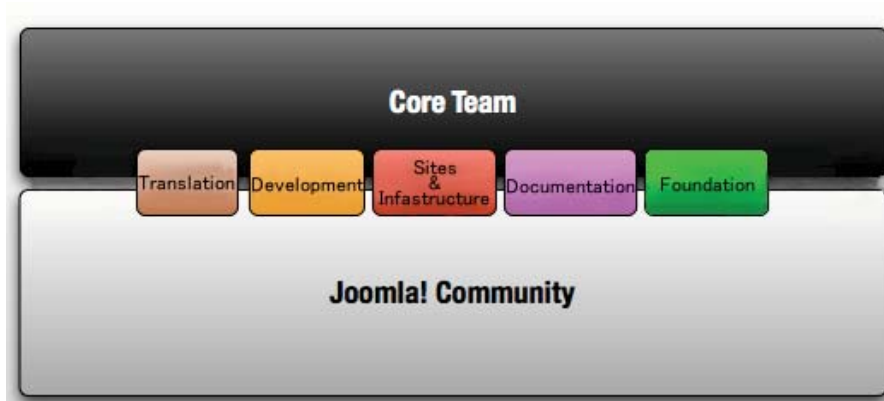 Core Team
Translation
Development
Sites
&
Infastructure
Documentation
Foundation
Joomla! Community